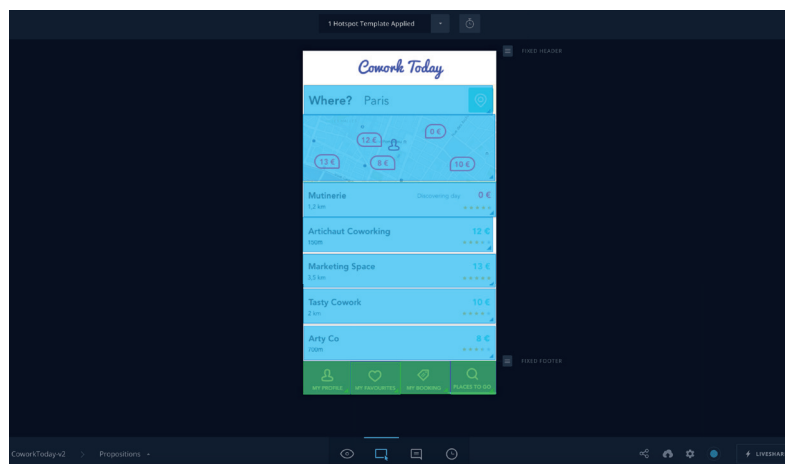 1 Hotspot Template Applied
FIXED HEADER
Cowork Today
Where? Paris
0 €
12 €
13 €
8 €
10 €
Mutinerie Discovering day 0 €
1,2 km
Artichaut Coworking 12 €
190m
Marketing Space 13 €
3,5 km
Tasty Cowork 10 €
2 km
Arty Co 8 €
700m
FIXED FOOTER
MY PROFILE MY FAVOURITES MY BOOKING PLACES TO GO
CoworkToday-v2 > Propositions
LIVESHAR